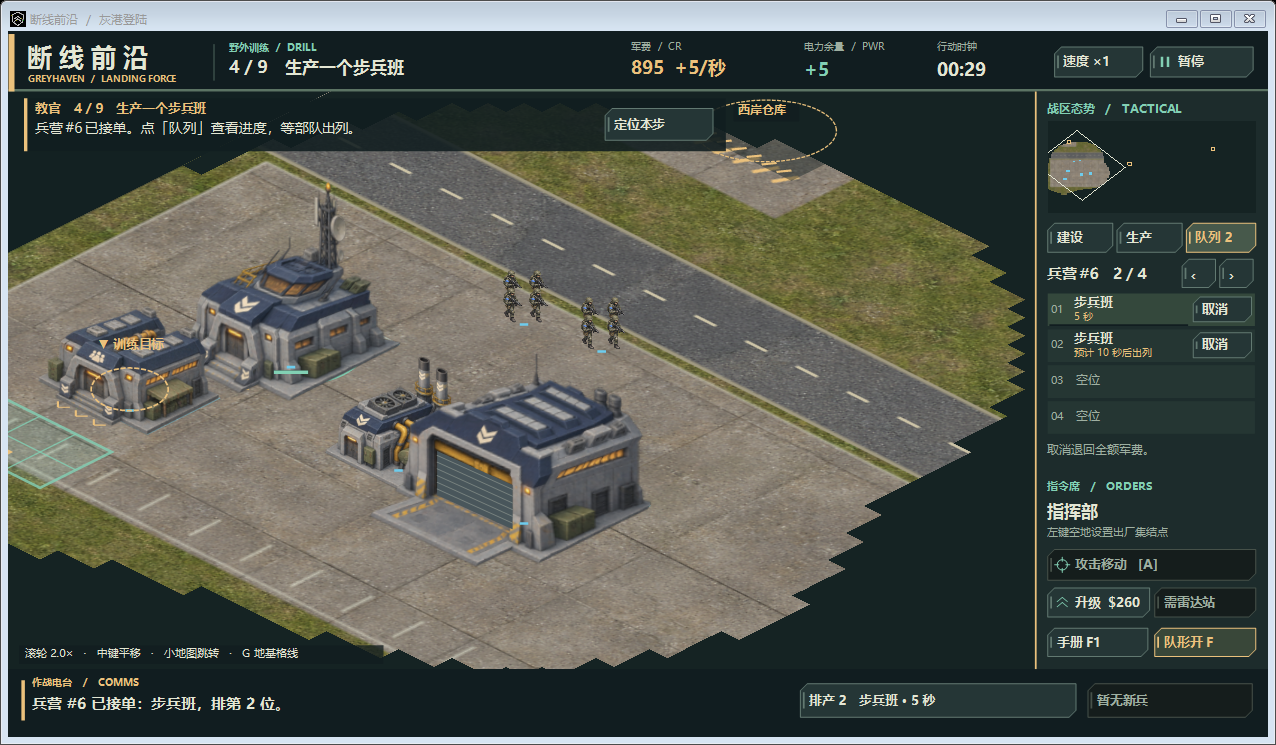 断线前沿 / 灰港登陆
断线前沿
GREYHAVEN / LANDING FORCE
野外训练 / DRILL
4 / 9 生产一个步兵班
军费 / CR
895 +5/秒
电力余量 / PWR
+5
行动时钟
00:29
速度 ×1
暂停
教官 4 / 9 生产一个步兵班
兵营 #6 已接单。点「队列」查看进度，等部队出列。
定位本步
西岸仓库
训练目标
战区态势 / TACTICAL
建设
生产
队列 2
兵营 #6 2 / 4
‹
›
01 步兵班
5 秒
取消
02 步兵班
预计 10 秒后出列
取消
03 空位
04 空位
取消退回全额军费。
指令席 / ORDERS
指挥部
左键空地设置出厂集结点
攻击移动 [A]
升级 $260
需雷达站
手册 F1
队形开 F
滚轮 2.0× · 中键平移 · 小地图跳转 · G 地基格线
作战电台 / COMMS
兵营 #6 已接单：步兵班，排第 2 位。
排产 2 步兵班 • 5 秒
暂无新兵